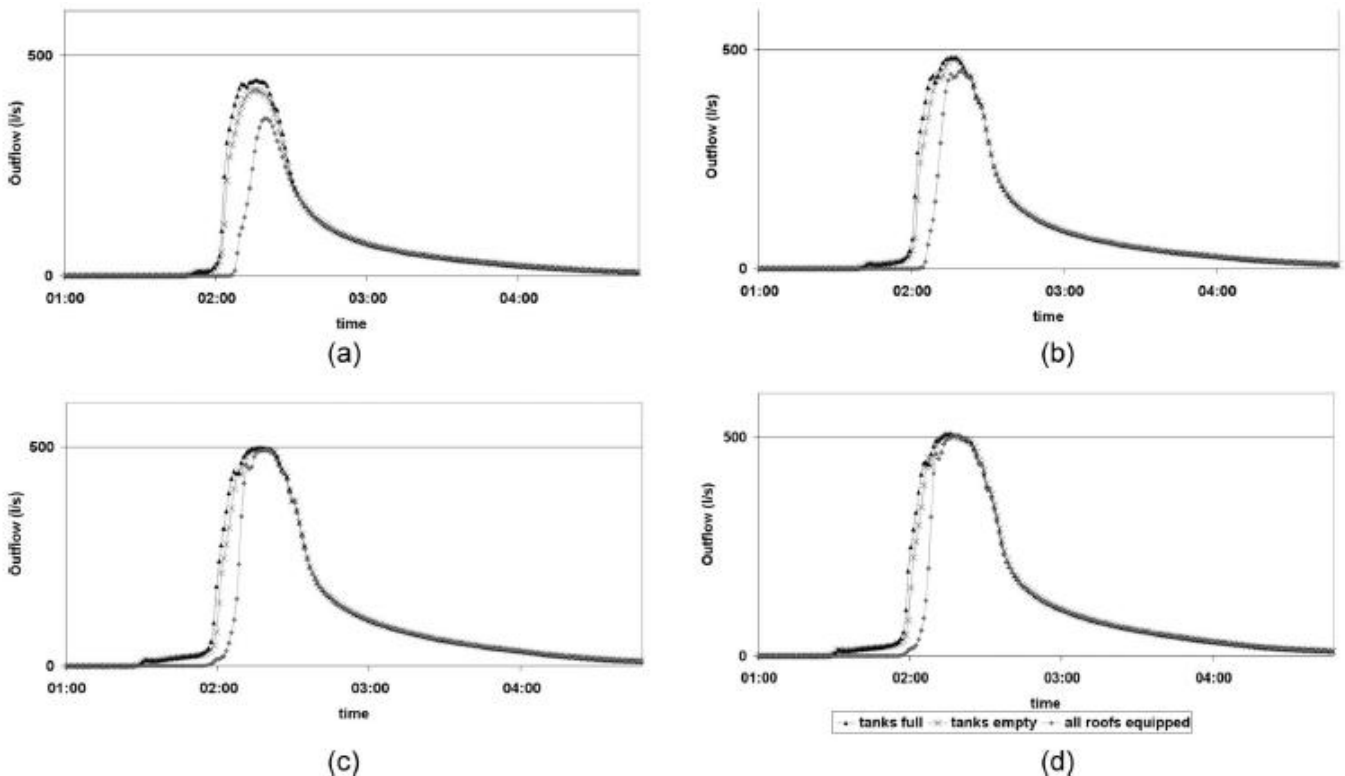 500
Outflow (l/s)
0
01:00 02:00 03:00 04:00
time
(a)
500
Outflow (l/s)
0
01:00 02:00 03:00 04:00
time
(b)
500
Outflow (l/s)
0
01:00 02:00 03:00 04:00
time
(c)
500
Outflow (l/s)
0
01:00 02:00 03:00 04:00
time
tanks full tanks empty all roofs equipped
(d)